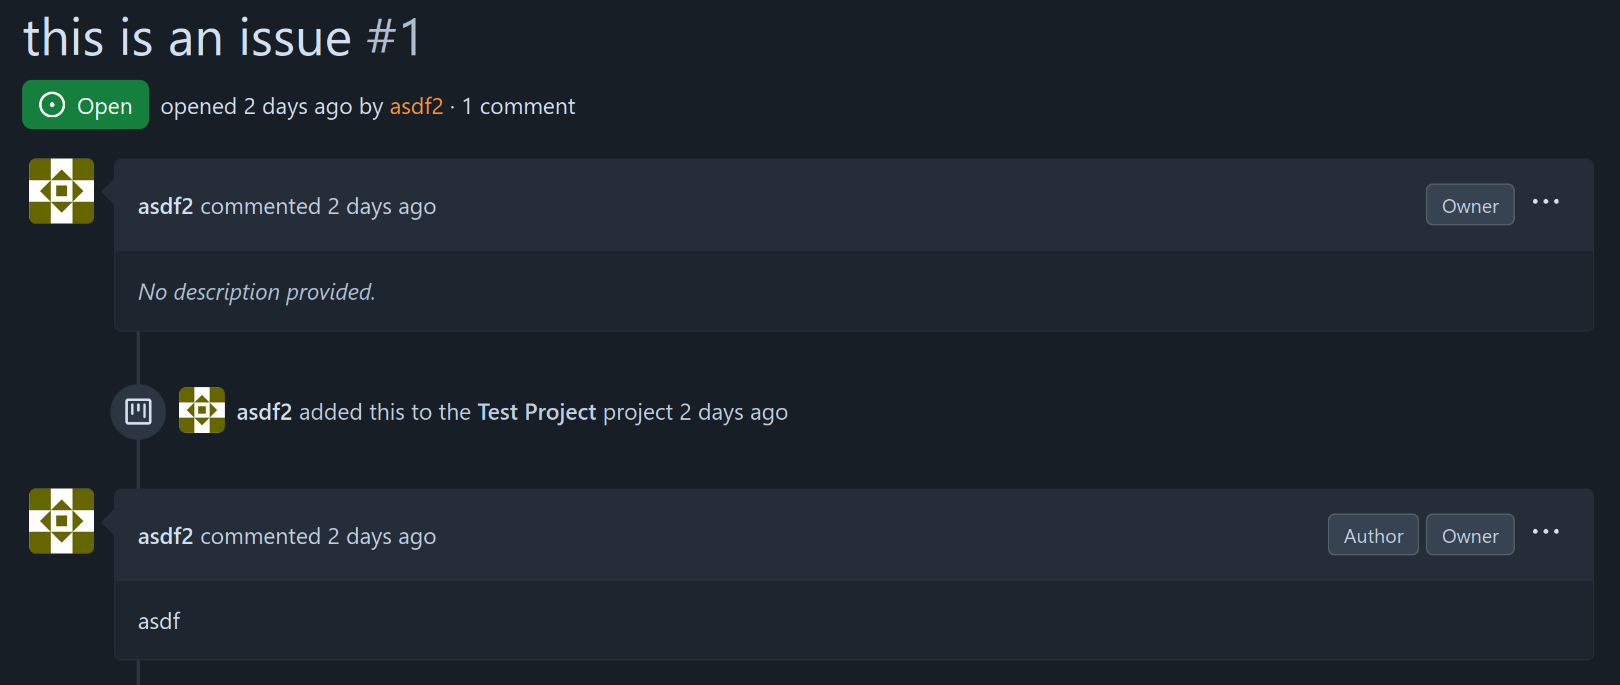 this is an issue #1
Open opened 2 days ago by asdf2 · 1 comment
asdf2 commented 2 days ago Owner ···
No description provided.
asdf2 added this to the Test Project project 2 days ago
asdf2 commented 2 days ago Author Owner ···
asdf